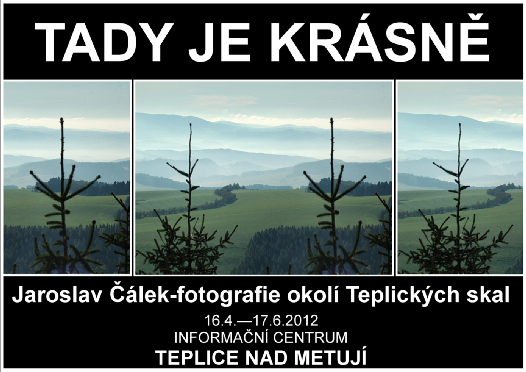 TADY JE KRÁSNĚ
Jaroslav Čálek-fotografie okolí Teplických skal
16.4.—17.6.2012
INFORMAČNÍ CENTRUM
TEPLICE NAD METUJÍ